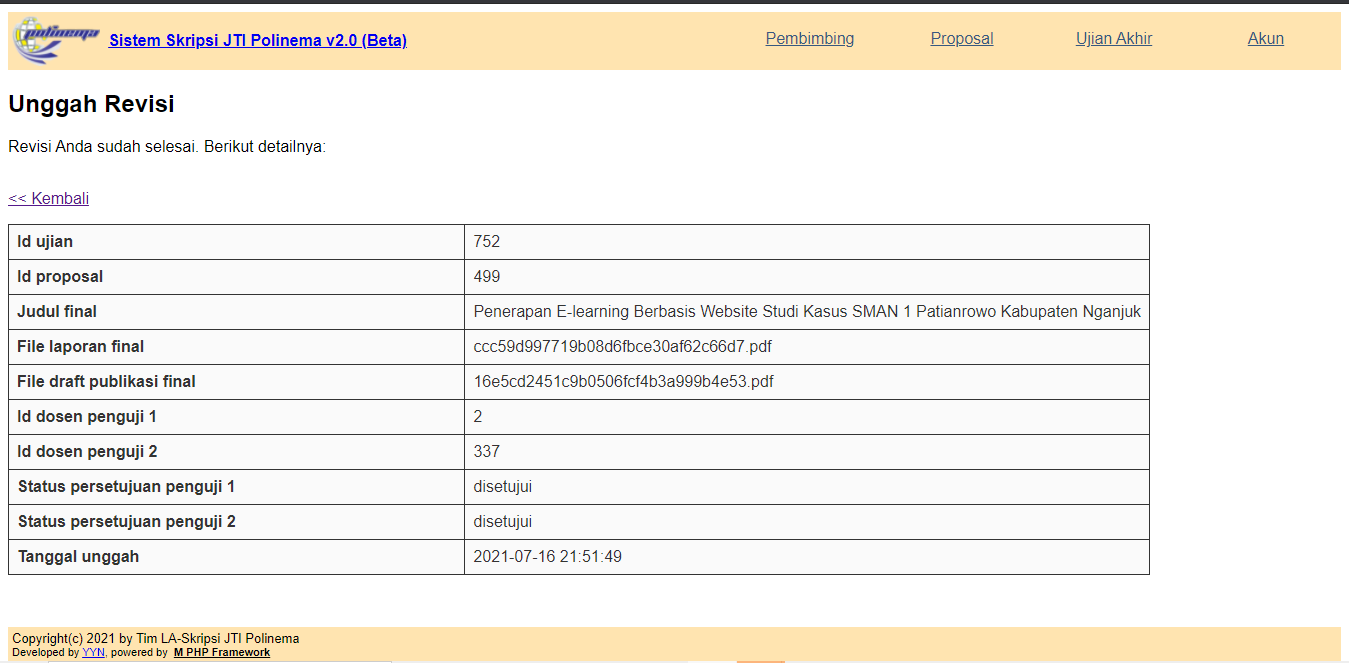 polinema
Sistem Skripsi JTI Polinema v2.0 (Beta) Pembimbing Proposal Ujian Akhir Akun
Unggah Revisi
Revisi Anda sudah selesai. Berikut detailnya:
<< Kembali
Id ujian 752
Id proposal 499
Judul final Penerapan E-learning Berbasis Website Studi Kasus SMAN 1 Patianrowo Kabupaten Nganjuk
File laporan final ccc59d997719b08d6fbce30af62c66d7.pdf
File draft publikasi final 16e5cd2451c9b0506fcf4b3a999b4e53.pdf
Id dosen penguji 1 2
Id dosen penguji 2 337
Status persetujuan penguji 1 disetujui
Status persetujuan penguji 2 disetujui
Tanggal unggah 2021-07-16 21:51:49
Copyright(c) 2021 by Tim LA-Skripsi JTI Polinema
Developed by YYN, powered by M PHP Framework